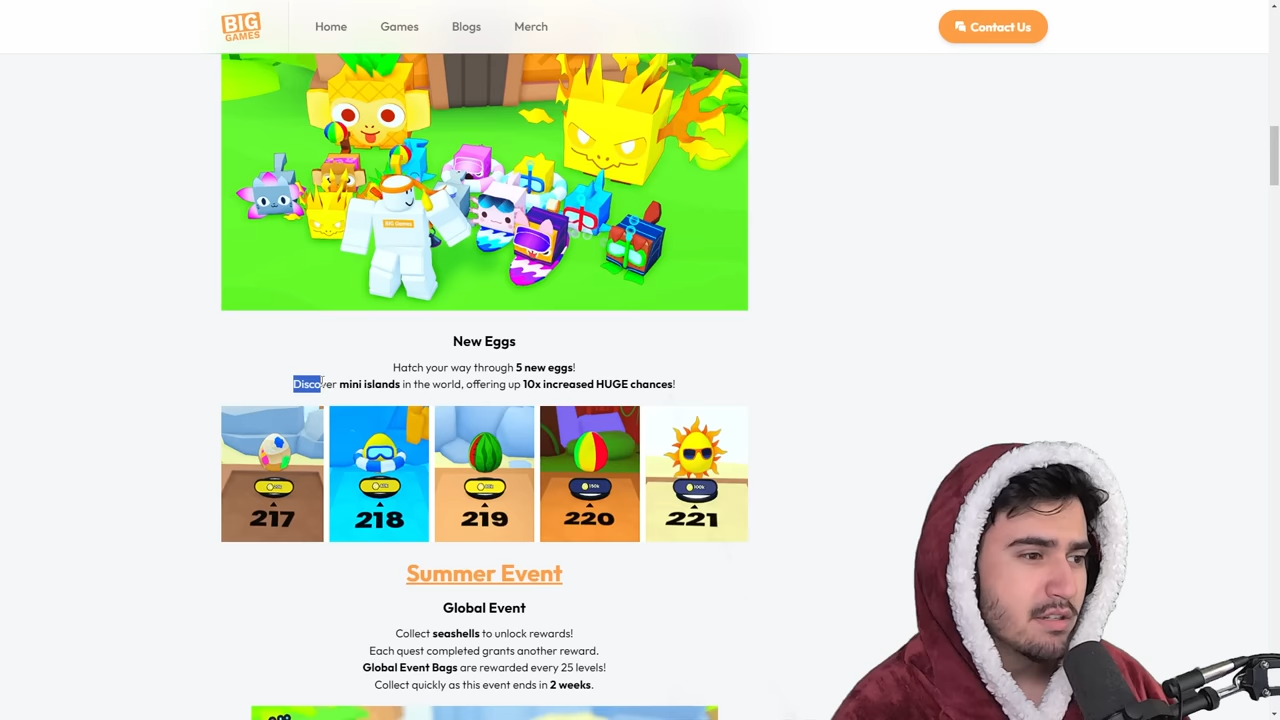 BIG
GAMES
Home
Games
Blogs
Merch
Contact Us
BIG Games
New Eggs
Hatch your way through 5 new eggs!
Discover mini islands in the world, offering up 10x increased HUGE chances!
217
218
219
220
221
Summer Event
Global Event
Collect seashells to unlock rewards!
Each quest completed grants another reward.
Global Event Bags are rewarded every 25 levels!
Collect quickly as this event ends in 2 weeks.